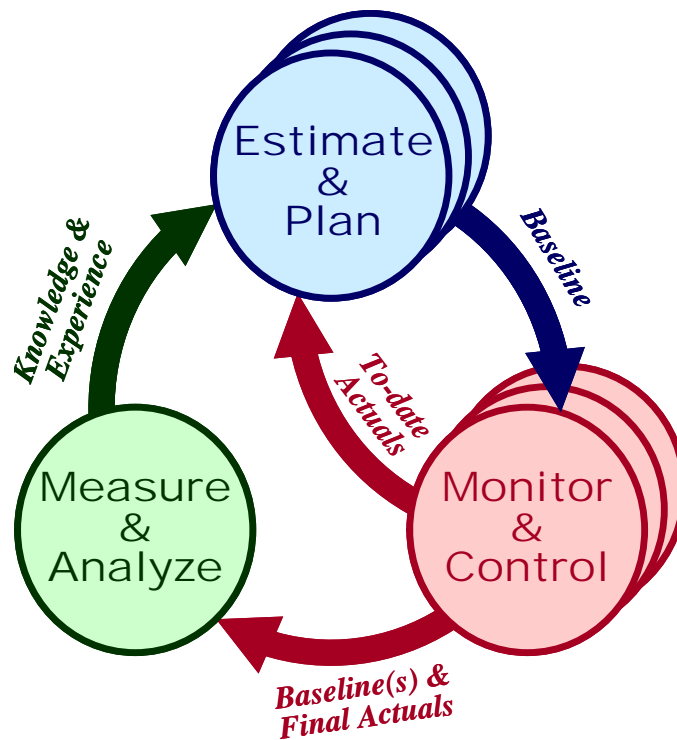 Estimate
&
Plan
Baseline
Knowledge &
Experience
To-date
Actuals
Measure
&
Analyze
Monitor
&
Control
Baseline(s) &
Final Actuals